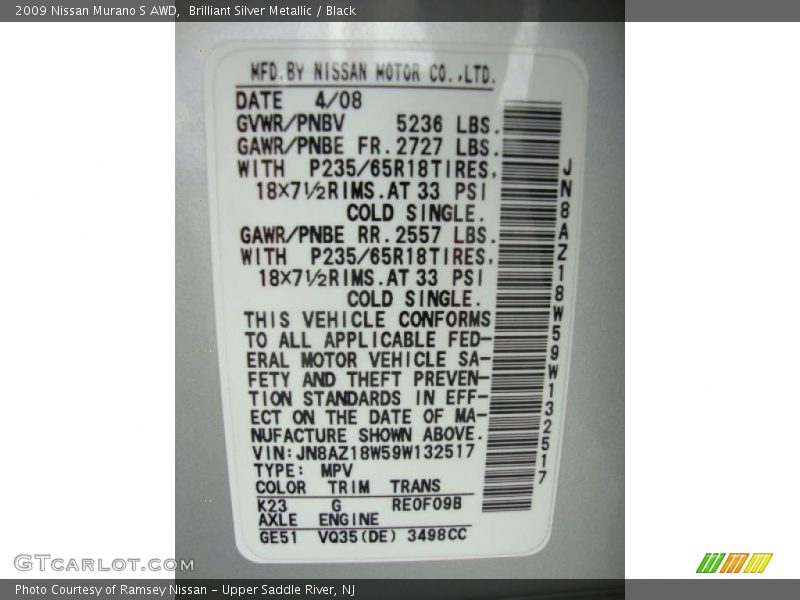 2009 Nissan Murano S AWD,  Brilliant Silver Metallic / Black
MFD.BY NISSAN MOTOR CO.,LTD.
DATE 4/08
GVWR/PNBV 5236 LBS.
GAWR/PNBE FR.2727 LBS.
WITH P235/65R18TIRES,
18×7½RIMS.AT 33 PSI
COLD SINGLE.
GAWR/PNBE RR.2557 LBS.
WITH P235/65R18TIRES,
18×7½RIMS.AT 33 PSI
COLD SINGLE.
THIS VEHICLE CONFORMS
TO ALL APPLICABLE FED-
ERAL MOTOR VEHICLE SA-
FETY AND THEFT PREVEN-
TION STANDARDS IN EFF-
ECT ON THE DATE OF MA-
NUFACTURE SHOWN ABOVE.
VIN:JN8AZ18W59W132517
TYPE: MPV
COLOR TRIM TRANS
K23 G RE0F09B
AXLE ENGINE
GE51 VQ35(DE) 3498CC
JN8AZ18W59W132517
GTcarlot.com
Photo Courtesy of Ramsey Nissan - Upper Saddle River, NJ